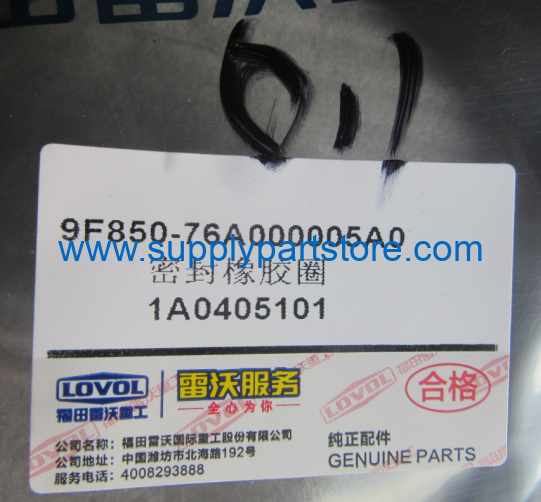 6.1
9F850-76A000005A0
www.supplypartstore.com
密封橡胶圈
1A0405101
LOVOL 雷沃服务
福田雷沃重工 全心为你
合格
公司名称：福田雷沃国际重工股份有限公司
公司地址：中国潍坊市北海路192号
服务电话：4008293888
纯正配件
GENUINE PARTS